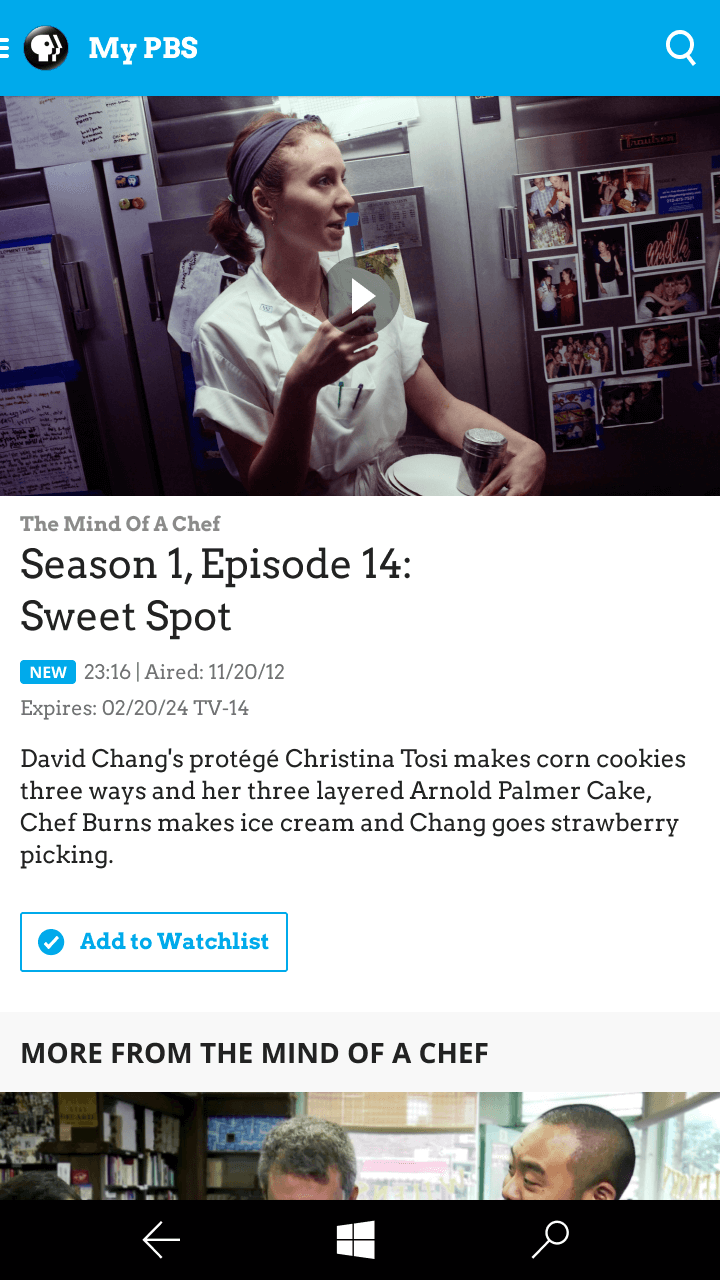 My PBS
The Mind Of A Chef
Season 1, Episode 14:
Sweet Spot
NEW 23:16 | Aired: 11/20/12
Expires: 02/20/24 TV-14
David Chang's protégé Christina Tosi makes corn cookies
three ways and her three layered Arnold Palmer Cake,
Chef Burns makes ice cream and Chang goes strawberry
picking.
Add to Watchlist
MORE FROM THE MIND OF A CHEF